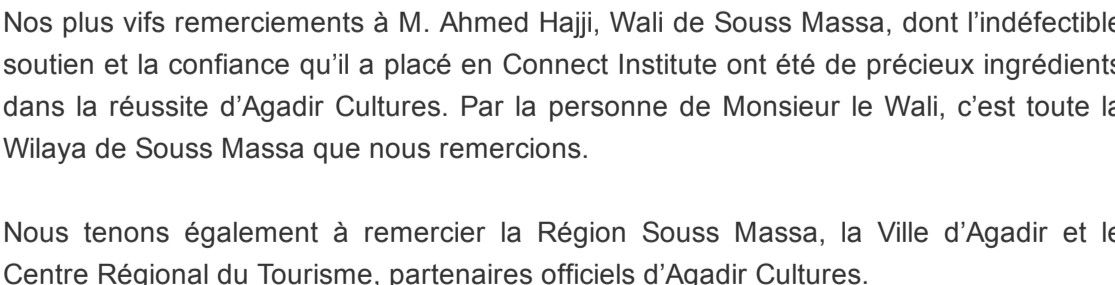 Nos plus vifs remerciements à M. Ahmed Hajji, Wali de Souss Massa, dont l’indéfectible
soutien et la confiance qu’il a placé en Connect Institute ont été de précieux ingrédients
dans la réussite d’Agadir Cultures. Par la personne de Monsieur le Wali, c’est toute la
Wilaya de Souss Massa que nous remercions.
Nous tenons également à remercier la Région Souss Massa, la Ville d’Agadir et le
Centre Régional du Tourisme, partenaires officiels d’Agadir Cultures.